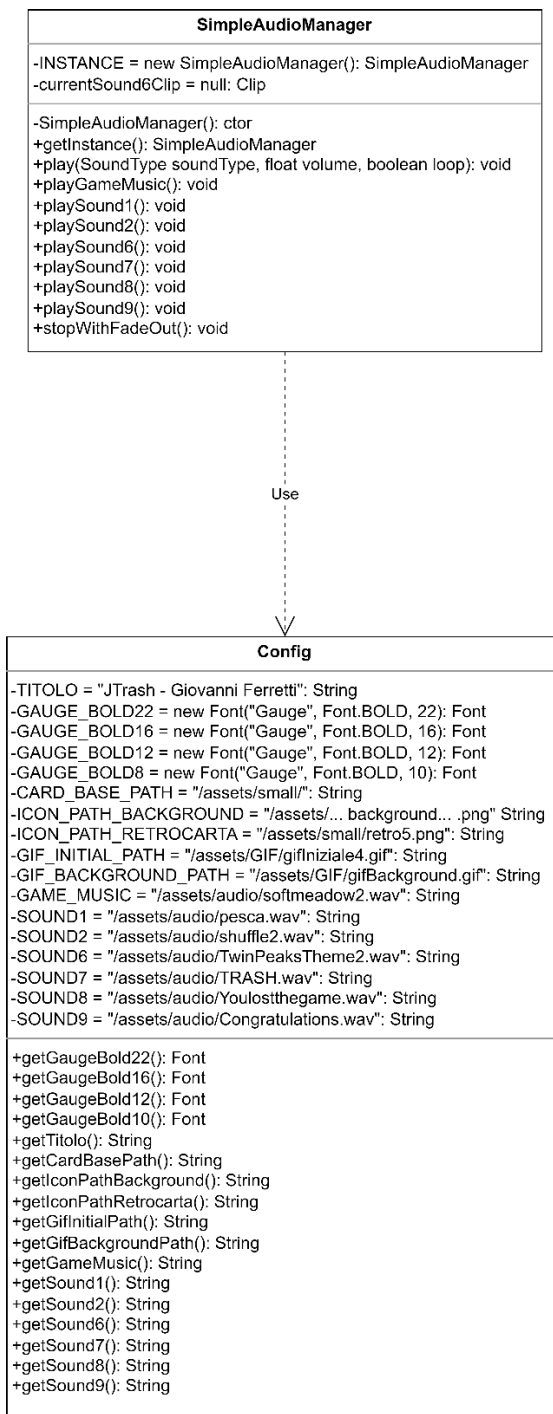 SimpleAudioManager
-INSTANCE = new SimpleAudioManager(): SimpleAudioManager
-currentSound6Clip = null: Clip
-SimpleAudioManager(): ctor
+getInstance(): SimpleAudioManager
+play(SoundType soundType, float volume, boolean loop): void
+playGameMusic(): void
+playSound1(): void
+playSound2(): void
+playSound6(): void
+playSound7(): void
+playSound8(): void
+playSound9(): void
+stopWithFadeOut(): void
Use
Config
-TITOLO = "JTrash - Giovanni Ferretti": String
-GAUGE_BOLD22 = new Font("Gauge", Font.BOLD, 22): Font
-GAUGE_BOLD16 = new Font("Gauge", Font.BOLD, 16): Font
-GAUGE_BOLD12 = new Font("Gauge", Font.BOLD, 12): Font
-GAUGE_BOLD8 = new Font("Gauge", Font.BOLD, 10): Font
-CARD_BASE_PATH = "/assets/small/": String
-ICON_PATH_BACKGROUND = "/assets/... background... .png" String
-ICON_PATH_RETROCARTA = "/assets/small/retro5.png": String
-GIF_INITIAL_PATH = "/assets/GIF/gifIniziale4.gif": String
-GIF_BACKGROUND_PATH = "/assets/GIF/gifBackground.gif": String
-GAME_MUSIC = "/assets/audio/softmeadow2.wav": String
-SOUND1 = "/assets/audio/pesca.wav": String
-SOUND2 = "/assets/audio/shuffle2.wav": String
-SOUND6 = "/assets/audio/TwinPeaksTheme2.wav": String
-SOUND7 = "/assets/audio/TRASH.wav": String
-SOUND8 = "/assets/audio/Youlostthegame.wav": String
-SOUND9 = "/assets/audio/Congratulations.wav": String
+getGaugeBold22(): Font
+getGaugeBold16(): Font
+getGaugeBold12(): Font
+getGaugeBold10(): Font
+getTitolo(): String
+getCardBasePath(): String
+getIconPathBackground(): String
+getIconPathRetrocarta(): String
+getGifInitialPath(): String
+getGifBackgroundPath(): String
+getGameMusic(): String
+getSound1(): String
+getSound2(): String
+getSound6(): String
+getSound7(): String
+getSound8(): String
+getSound9(): String